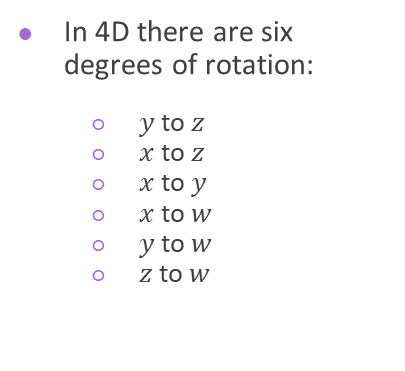 In 4D there are six
degrees of rotation:
y to z
x to z
x to y
x to w
y to w
z to w